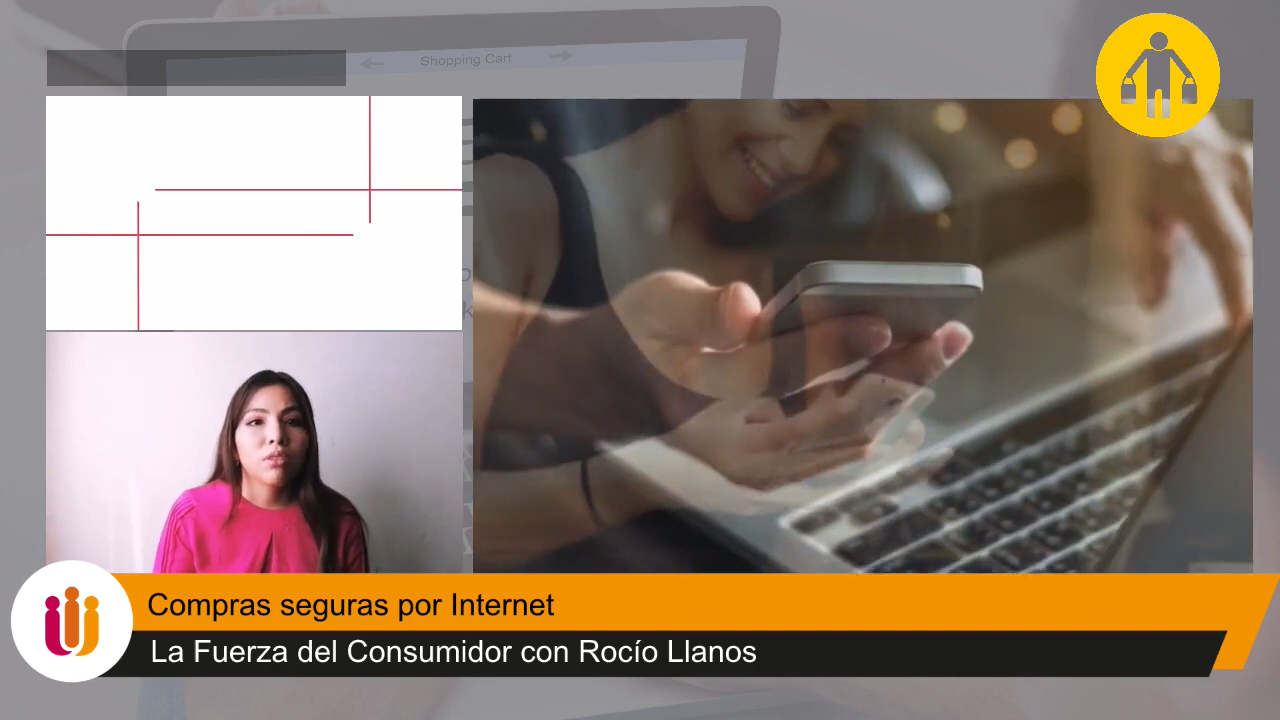 Shopping Cart
Compras seguras por Internet
La Fuerza del Consumidor con Rocío Llanos